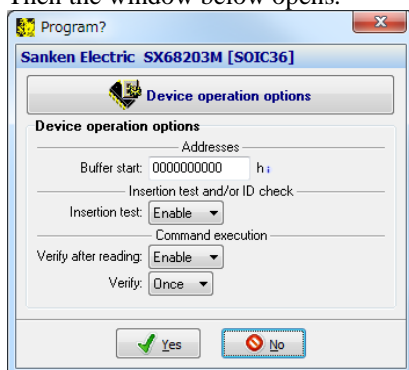 Then the window below opens.
Program?
Sanken Electric SX68203M [SOIC36]
Device operation options
Device operation options
Addresses
Buffer start: 0000000000 h
Insertion test and/or ID check
Insertion test: Enable
Command execution
Verify after reading: Enable
Verify: Once
Yes No